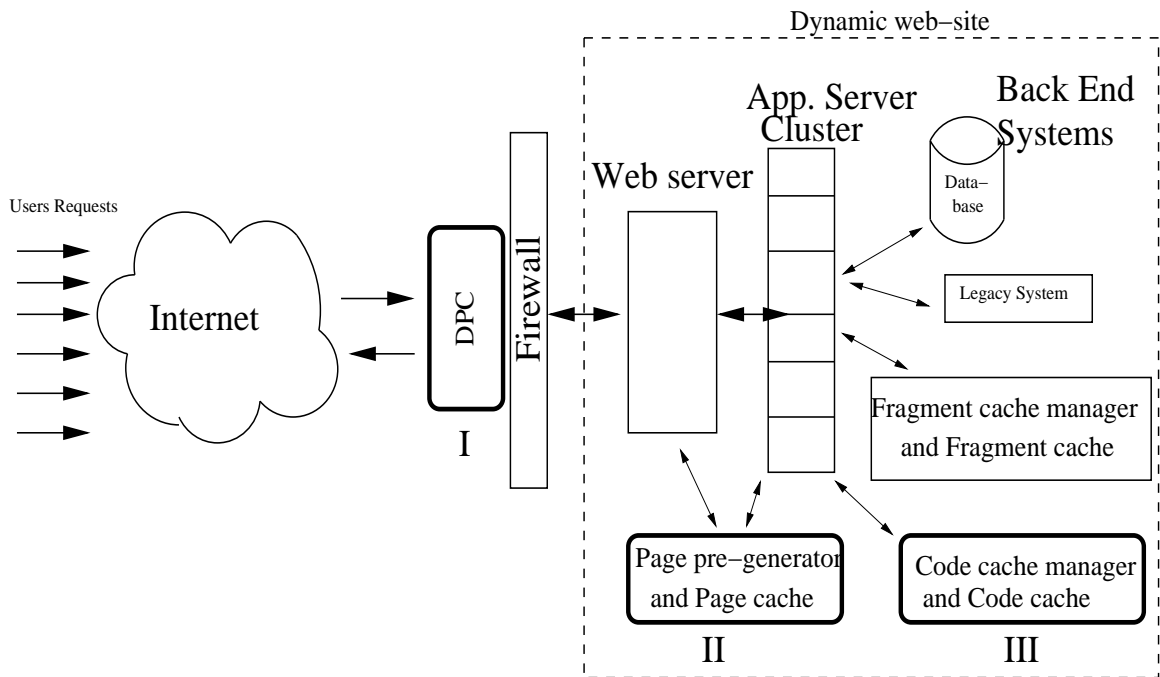 Dynamic web–site
App. Server
Cluster
Back End
Systems
Web server
Data–
base
Users Requests
Internet
DPC
Firewall
Legacy System
Fragment cache manager
and Fragment cache
I
Page pre–generator
and Page cache
Code cache manager
and Code cache
II
III